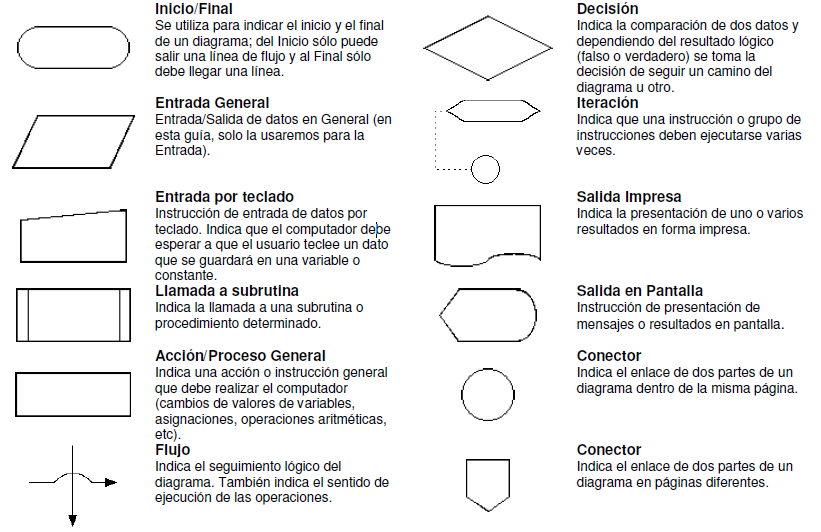 Inicio/Final
Se utiliza para indicar el inicio y el final
de un diagrama; del Inicio sólo puede
salir una línea de flujo y al Final sólo
debe llegar una línea.
Entrada General
Entrada/Salida de datos en General (en
esta guía, solo la usaremos para la
Entrada).
Entrada por teclado
Instrucción de entrada de datos por
teclado. Indica que el computador debe
esperar a que el usuario teclee un dato
que se guardará en una variable o
constante.
Llamada a subrutina
Indica la llamada a una subrutina o
procedimiento determinado.
Acción/Proceso General
Indica una acción o instrucción general
que debe realizar el computador
(cambios de valores de variables,
asignaciones, operaciones aritméticas,
etc).
Flujo
Indica el seguimiento lógico del
diagrama. También indica el sentido de
ejecución de las operaciones.
Decisión
Indica la comparación de dos datos y
dependiendo del resultado lógico
(falso o verdadero) se toma la
decisión de seguir un camino del
diagrama u otro.
Iteración
Indica que una instrucción o grupo de
instrucciones deben ejecutarse varias
veces.
Salida Impresa
Indica la presentación de uno o varios
resultados en forma impresa.
Salida en Pantalla
Instrucción de presentación de
mensajes o resultados en pantalla.
Conector
Indica el enlace de dos partes de un
diagrama dentro de la misma página.
Conector
Indica el enlace de dos partes de un
diagrama en páginas diferentes.